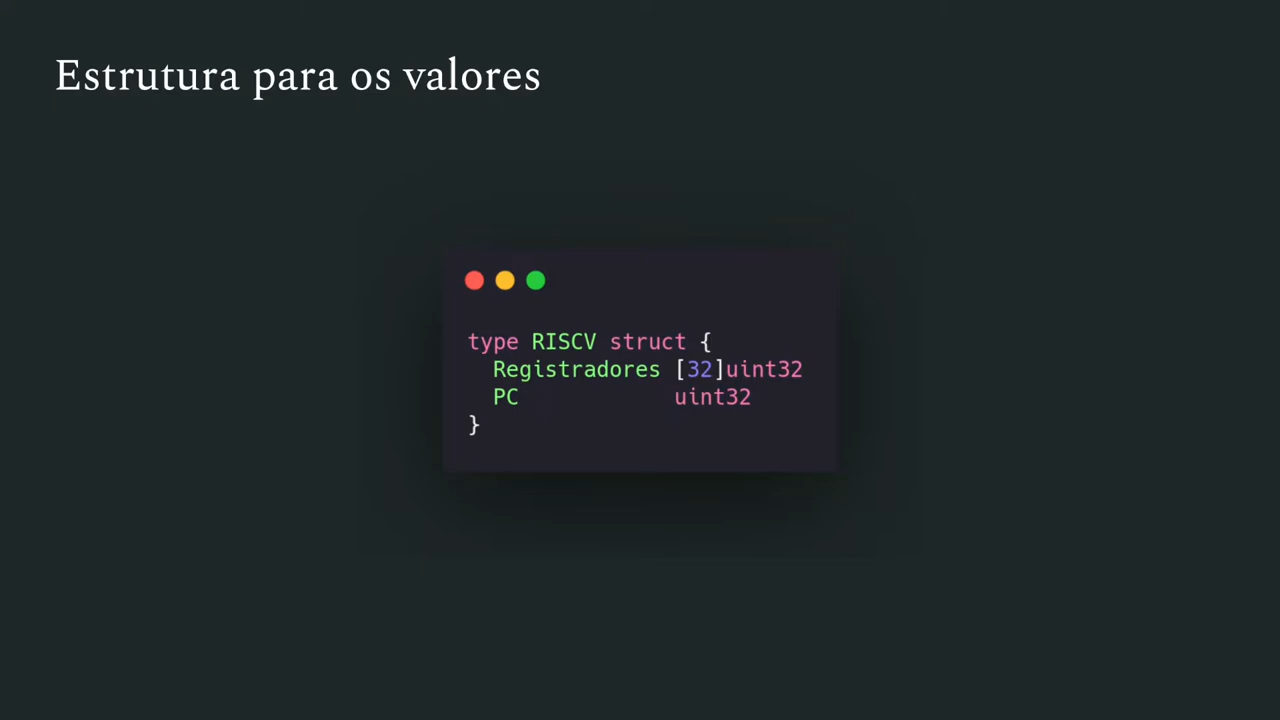 Estrutura para os valores
type RISCV struct {
  Registradores [32]uint32
  PC            uint32
}